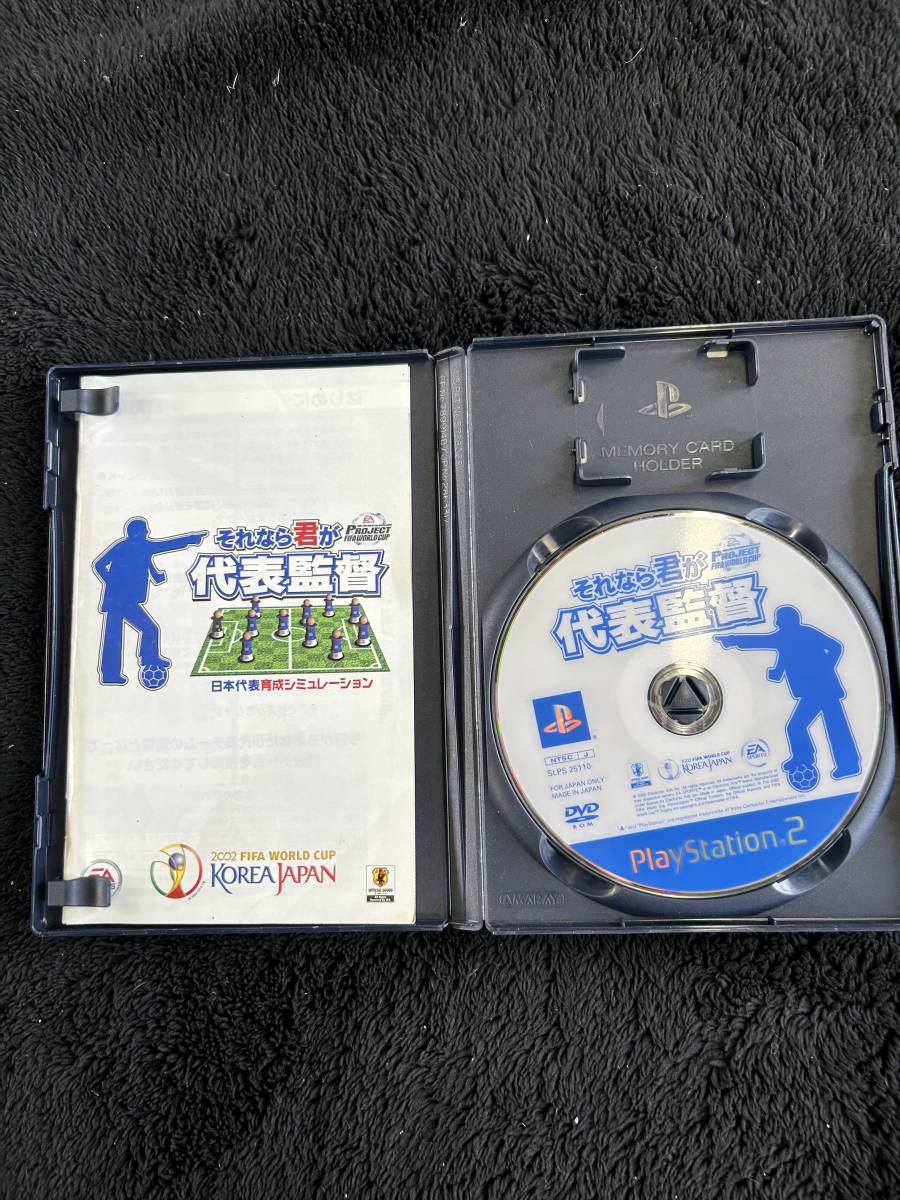 それなら君が
EA SPORTS
PROJECT
FIFA WORLD CUP
代表監督
日本代表育成シミュレーション
2002 FIFA WORLD CUP
KOREA JAPAN
MEMORY CARD
HOLDER
それなら君が
PROJECT
FIFA WORLD CUP
代表監督
NTSC J
SLPS 25110
FOR JAPAN ONLY
MADE IN JAPAN
DVD
ROM
2002 FIFA WORLD CUP
KOREA JAPAN
EA
SPORTS
PlayStation.2
AMARAY